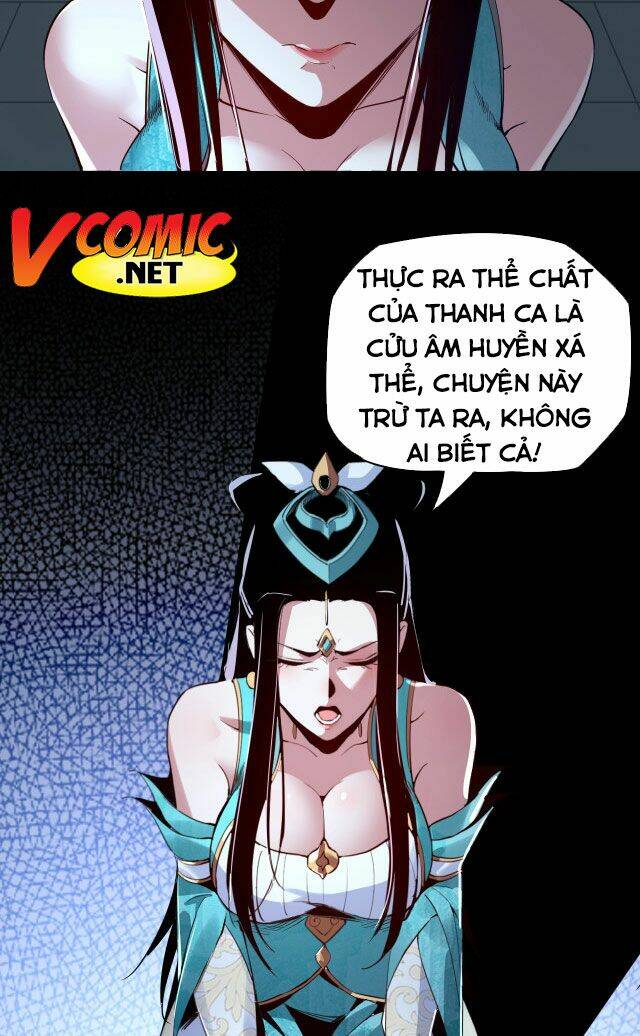 VCOMIC
.NET
THỰC RA THỂ CHẤT
CỦA THANH CA LÀ
CỬU ÂM HUYỀN XÁ
THỂ, CHUYỆN NÀY
TRỪ TA RA, KHÔNG
AI BIẾT CẢ!